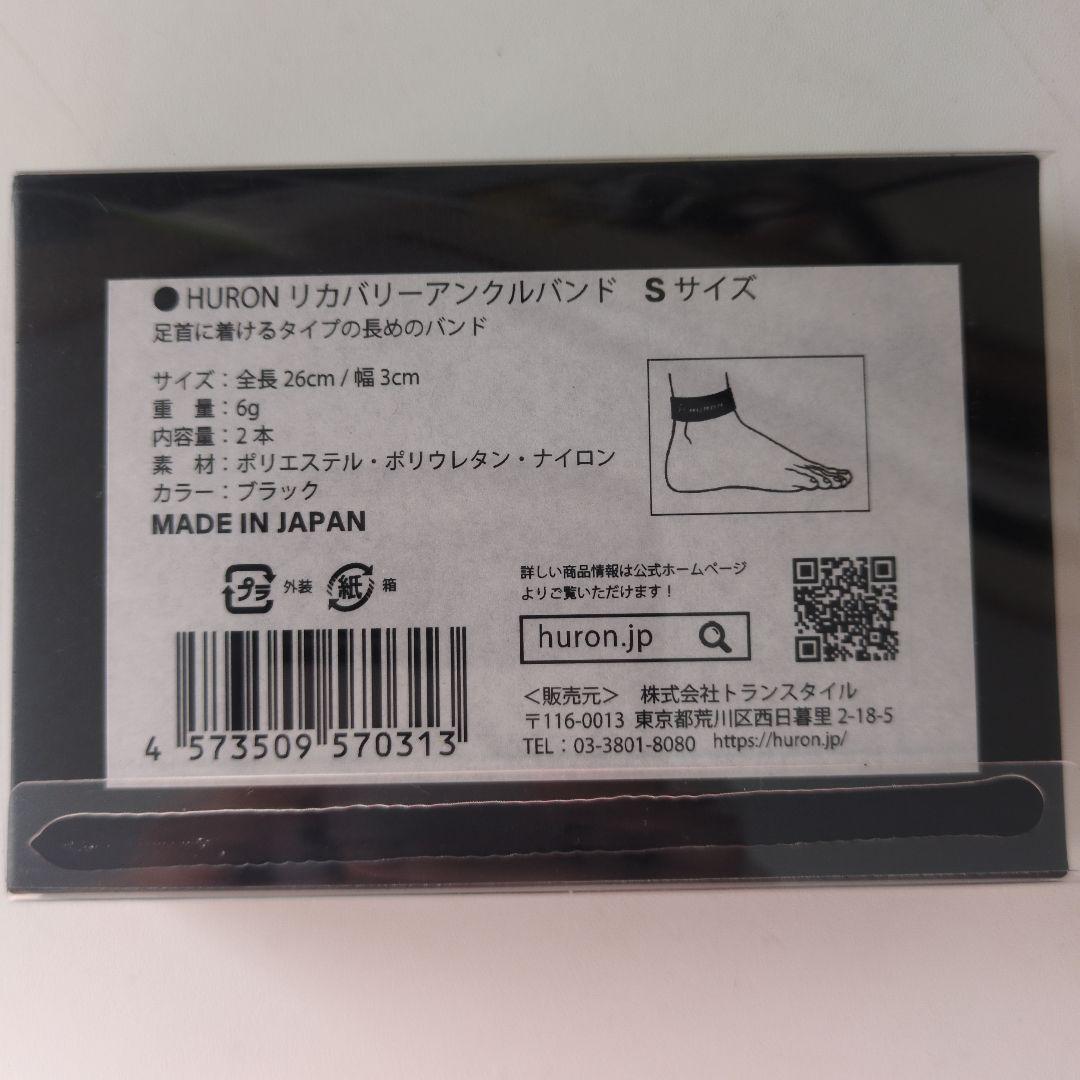 ●HURON リカバリーアンクルバンド Sサイズ
足首に着けるタイプの長めのバンド
サイズ：全長 26cm / 幅 3cm
重 量：6g
内容量：2 本
素 材：ポリエステル・ポリウレタン・ナイロン
カラー：ブラック
MADE IN JAPAN
HURON
プラ 外装 紙 箱
詳しい商品情報は公式ホームページ
よりご覧いただけます！
huron.jp
4 573509 570313
＜販売元＞ 株式会社トランスタイル
〒116-0013 東京都荒川区西日暮里 2-18-5
TEL：03-3801-8080 https://huron.jp/